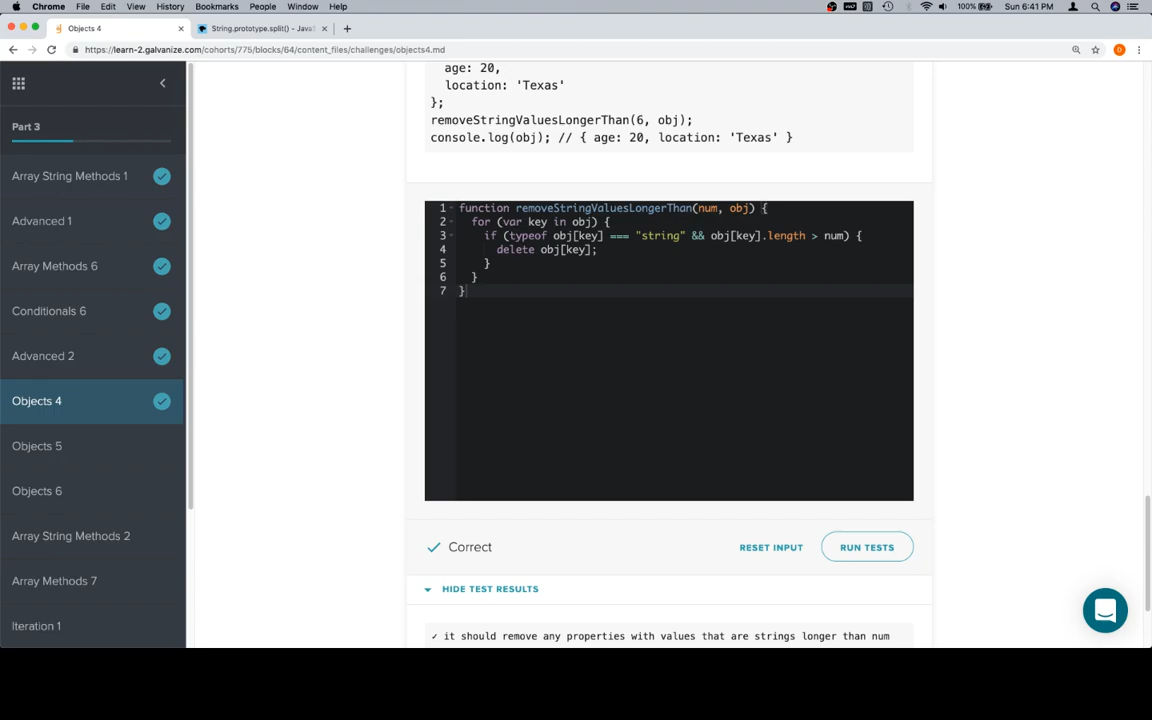 Chrome File Edit View History Bookmarks People Window Help
100% Sun 6:41 PM
Objects 4
String.prototype.split() - JavaS
https://learn-2.galvanize.com/cohorts/775/blocks/64/content_files/challenges/objects4.md
Part 3
Array String Methods 1
Advanced 1
Array Methods 6
Conditionals 6
Advanced 2
Objects 4
Objects 5
Objects 6
Array String Methods 2
Array Methods 7
Iteration 1
age: 20,
location: 'Texas'
};
removeStringValuesLongerThan(6, obj);
console.log(obj); // { age: 20, location: 'Texas' }
1 function removeStringValuesLongerThan(num, obj) {
2 for (var key in obj) {
3 if (typeof obj[key] === "string" && obj[key].length > num) {
4 delete obj[key];
5 }
6 }
7 }
Correct
RESET INPUT
RUN TESTS
HIDE TEST RESULTS
✓ it should remove any properties with values that are strings longer than num